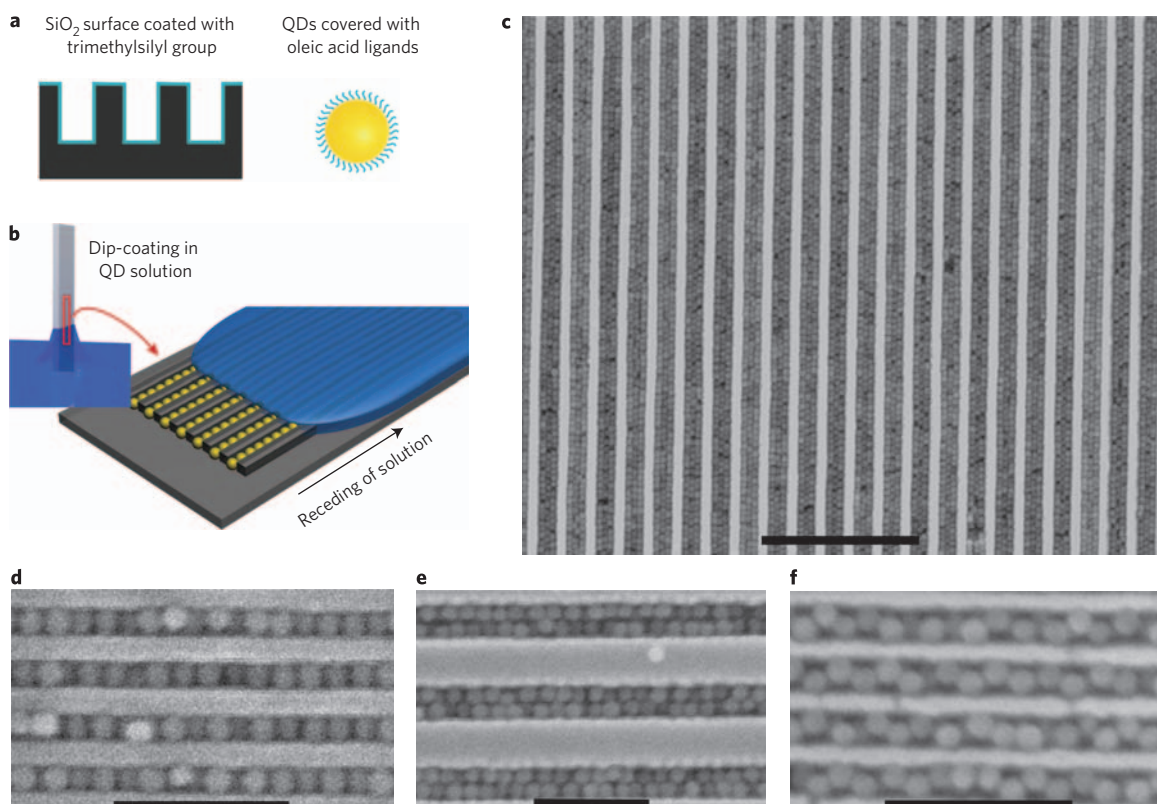 a
SiO2 surface coated with
trimethylsilyl group
QDs covered with
oleic acid ligands
b
Dip-coating in
QD solution
Receding of solution
c
d
e
f